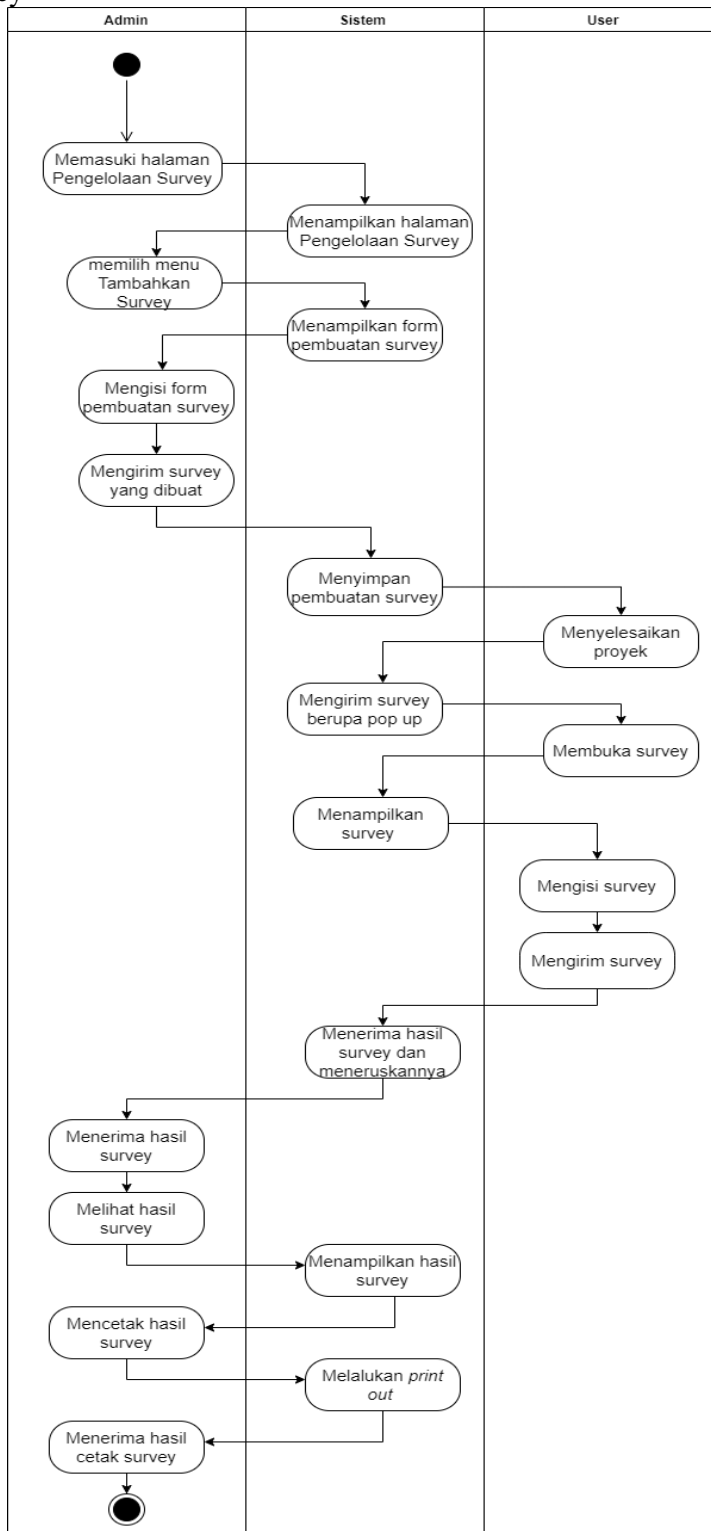 Admin
Sistem
User
Memasuki halaman
Pengelolaan Survey
Menampilkan halaman
Pengelolaan Survey
memilih menu
Tambahkan
Survey
Menampilkan form
pembuatan survey
Mengisi form
pembuatan survey
Mengirim survey
yang dibuat
Menyimpan
pembuatan survey
Menyelesaikan
proyek
Mengirim survey
berupa pop up
Membuka survey
Menampilkan
survey
Mengisi survey
Mengirim survey
Menerima hasil
survey dan
meneruskannya
Menerima hasil
survey
Melihat hasil
survey
Menampilkan hasil
survey
Mencetak hasil
survey
Melalukan print
out
Menerima hasil
cetak survey